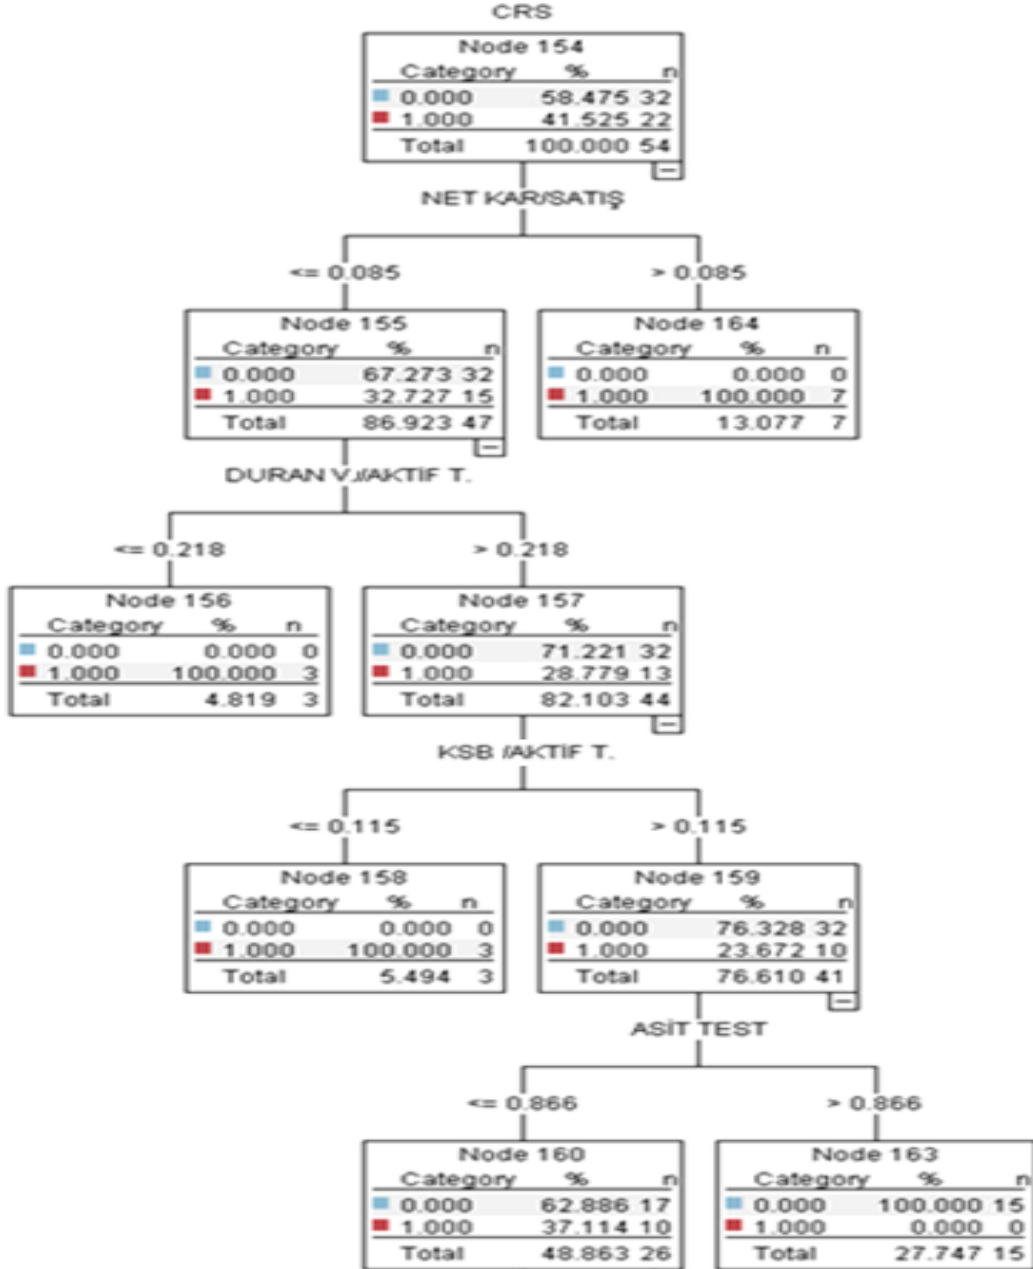 CRS
Node 154
Category % n
0.000 58.475 32
1.000 41.525 22
Total 100.000 54
NET KAR/SATIŞ
<= 0.085 > 0.085
Node 155
Category % n
0.000 67.273 32
1.000 32.727 15
Total 86.923 47
Node 164
Category % n
0.000 0.000 0
1.000 100.000 7
Total 13.077 7
DURAN V./AKTİF T.
<= 0.218 > 0.218
Node 156
Category % n
0.000 0.000 0
1.000 100.000 3
Total 4.819 3
Node 157
Category % n
0.000 71.221 32
1.000 28.779 13
Total 82.103 44
KSB /AKTİF T.
<= 0.115 > 0.115
Node 158
Category % n
0.000 0.000 0
1.000 100.000 3
Total 5.494 3
Node 159
Category % n
0.000 76.328 32
1.000 23.672 10
Total 76.610 41
ASİT TEST
<= 0.866 > 0.866
Node 160
Category % n
0.000 62.886 17
1.000 37.114 10
Total 48.863 26
Node 163
Category % n
0.000 100.000 15
1.000 0.000 0
Total 27.747 15